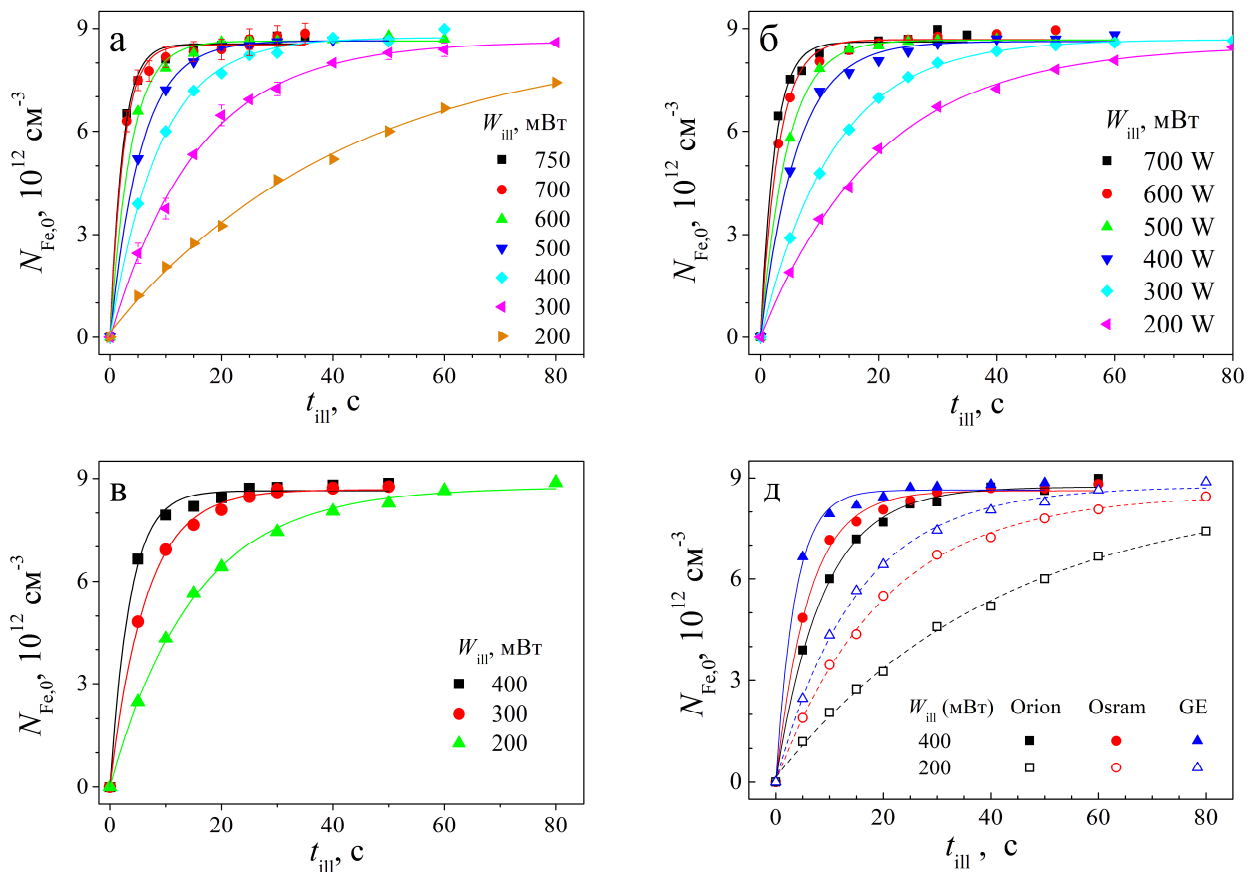 а
9
6
3
0
N_Fe,0, 10^12 см^-3
W_ill, мВт
750
700
600
500
400
300
200
0 20 40 60 80
t_ill, с
б
9
6
3
0
N_Fe,0, 10^12 см^-3
W_ill, мВт
700 W
600 W
500 W
400 W
300 W
200 W
0 20 40 60 80
t_ill, с
в
9
6
3
0
N_Fe,0, 10^12 см^-3
W_ill, мВт
400
300
200
0 20 40 60 80
t_ill, с
д
9
6
3
0
N_Fe,0, 10^12 см^-3
W_ill (мВт) Orion Osram GE
400
200
0 20 40 60 80
t_ill , с